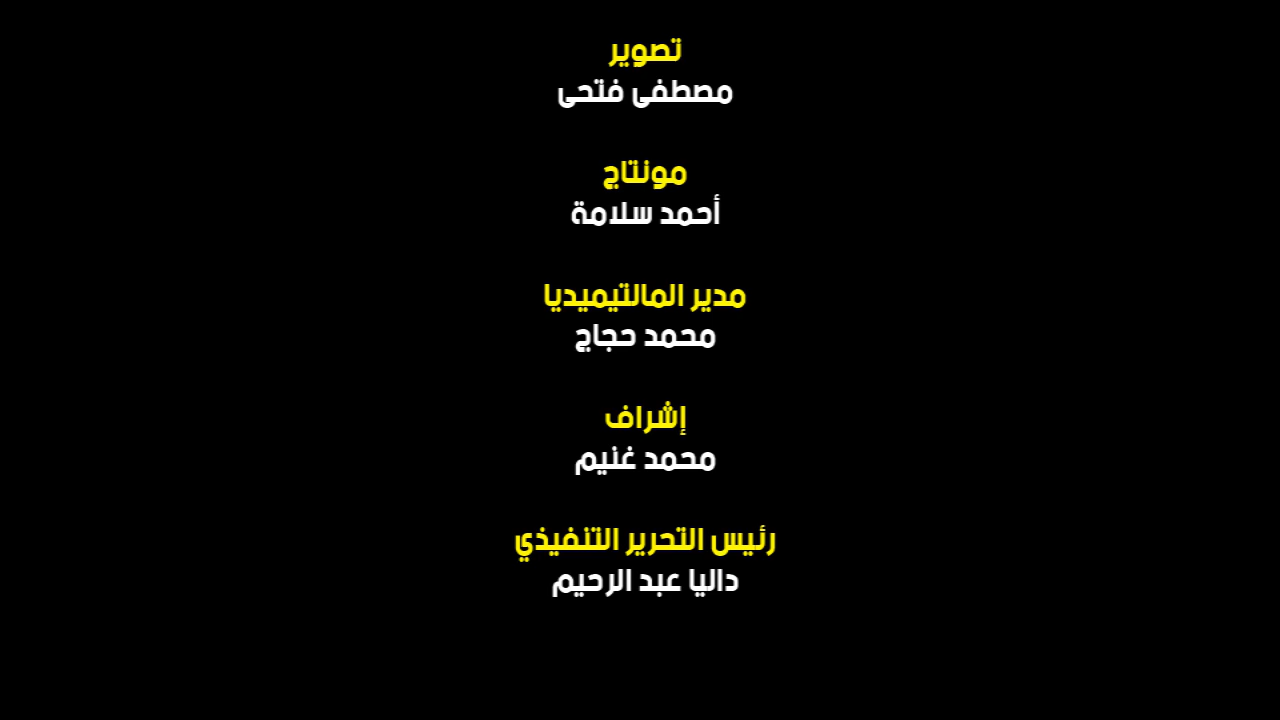 تصوير
مصطفى فتحى
مونتاج
أحمد سلامة
مدير المالتيميديا
محمد حجاج
إشراف
محمد غنيم
رئيس التحرير التنفيذي
داليا عبد الرحيم